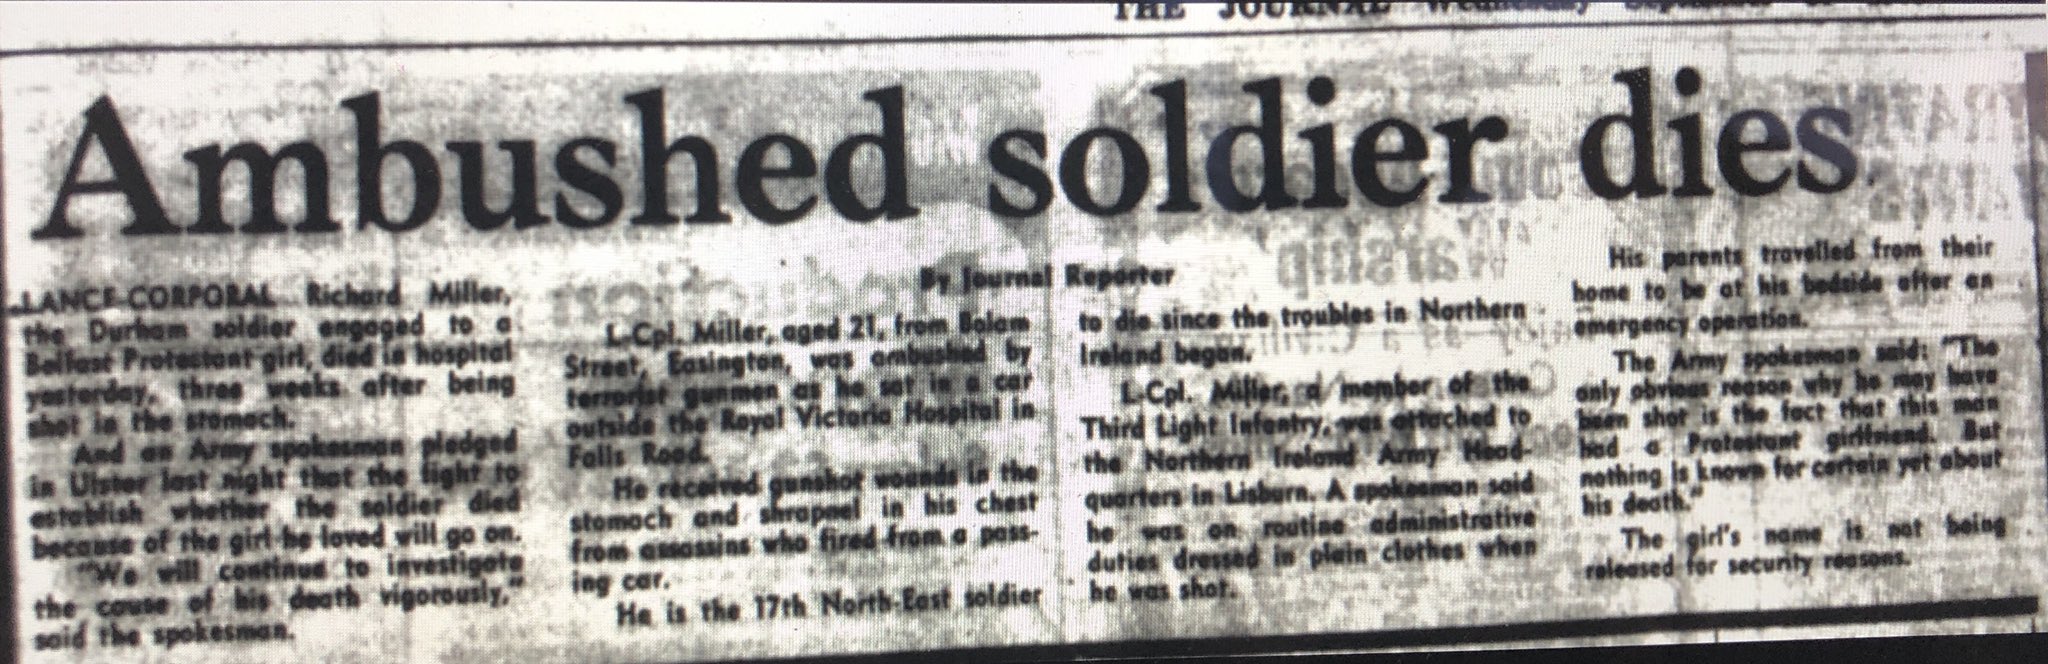 THE JOURNAL Wednesday
Ambushed soldier dies
By Journal Reporter
LANCE-CORPORAL Richard Miller,
the Durham soldier engaged to a
Belfast Protestant girl, died in hospital
yesterday, three weeks after being
shot in the stomach.
And an Army spokesman pledged
in Ulster last night that the fight to
establish whether the soldier died
because of the girl he loved will go on.
"We will continue to investigate
the cause of his death vigorously,"
said the spokesman.
L-Cpl. Miller, aged 21, from Bolam
Street, Easington, was ambushed by
terrorist gunmen as he sat in a car
outside the Royal Victoria Hospital in
Falls Road.
He received gunshot wounds in the
stomach and shrapnel in his chest
from assassins who fired from a pass-
ing car.
He is the 17th North-East soldier
to die since the troubles in Northern
Ireland began.
L-Cpl. Miller, a member of the
Third Light Infantry, was attached to
the Northern Ireland Army Head-
quarters in Lisburn. A spokesman said
he was on routine administrative
duties dressed in plain clothes when
he was shot.
His parents travelled from their
home to be at his bedside after an
emergency operation.
The Army spokesman said: "The
only obvious reason why he may have
been shot is the fact that this man
had a Protestant girlfriend. But
nothing is known for certain yet about
his death."
The girl's name is not being
released for security reasons.